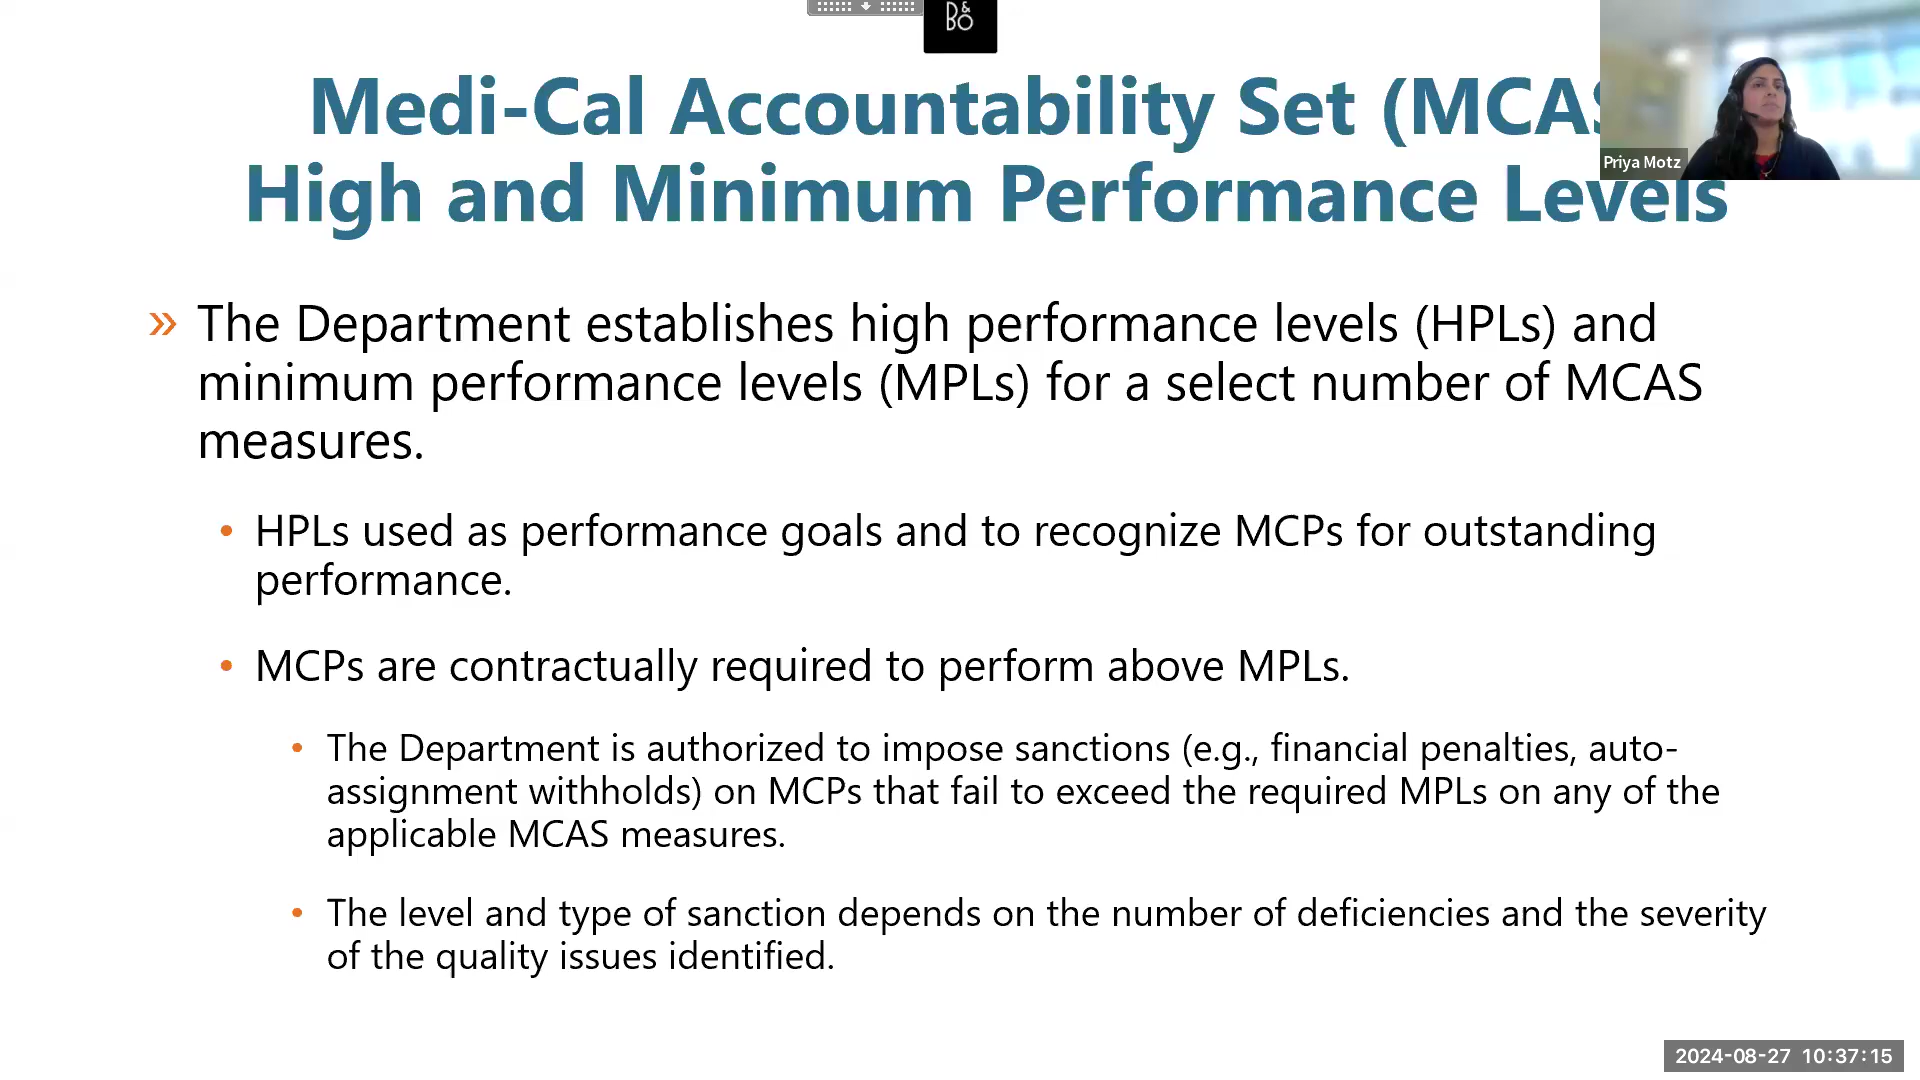 B&O
Medi-Cal Accountability Set (MCAS
High and Minimum Performance Levels
Priya Motz
» The Department establishes high performance levels (HPLs) and
minimum performance levels (MPLs) for a select number of MCAS
measures.
• HPLs used as performance goals and to recognize MCPs for outstanding
performance.
• MCPs are contractually required to perform above MPLs.
• The Department is authorized to impose sanctions (e.g., financial penalties, auto-
assignment withholds) on MCPs that fail to exceed the required MPLs on any of the
applicable MCAS measures.
• The level and type of sanction depends on the number of deficiencies and the severity
of the quality issues identified.
2024-08-27 10:37:15